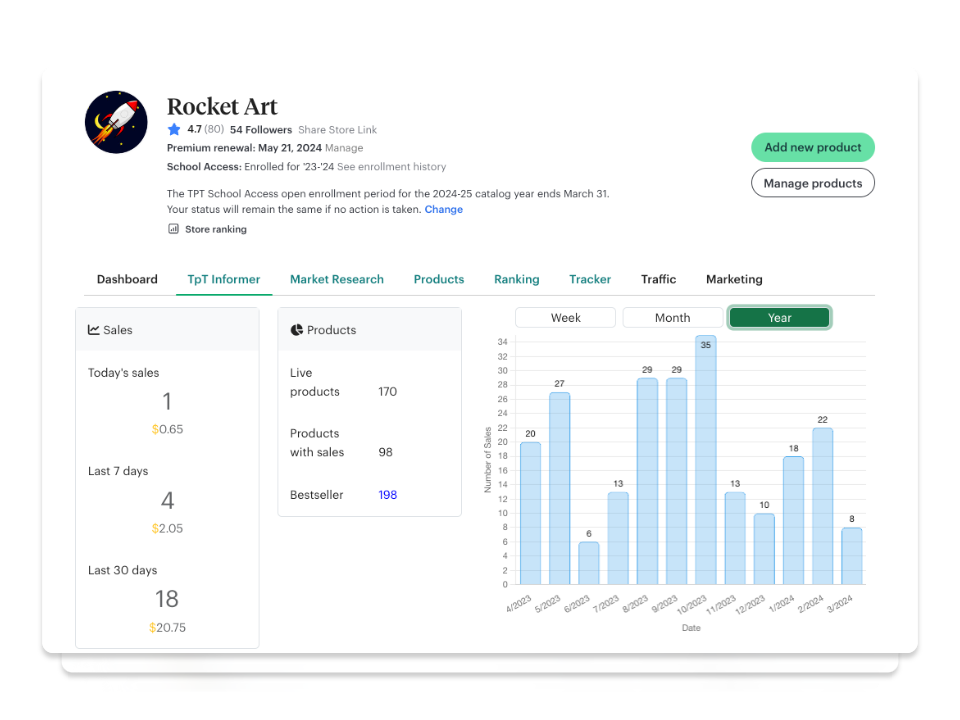 Rocket Art
4.7 (80) 54 Followers Share Store Link
Premium renewal: May 21, 2024 Manage
School Access: Enrolled for '23-'24 See enrollment history
The TPT School Access open enrollment period for the 2024-25 catalog year ends March 31.
Your status will remain the same if no action is taken. Change
Store ranking
Add new product
Manage products
Dashboard TpT Informer Market Research Products Ranking Tracker Traffic Marketing
Sales
Today's sales
1
$0.65
Last 7 days
4
$2.05
Last 30 days
18
$20.75
Products
Live
products 170
Products
with sales 98
Bestseller 198
Week Month Year
Number of Sales
34
32
30
28
26
24
22
20
18
16
14
12
10
8
6
4
2
0
20 27 6 13 29 29 35 13 10 18 22 8
4/2023 5/2023 6/2023 7/2023 8/2023 9/2023 10/2023 11/2023 12/2023 1/2024 2/2024 3/2024
Date